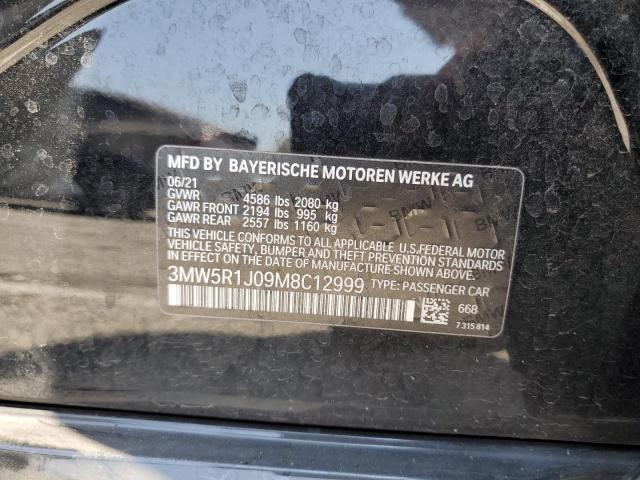 MFD BY BAYERISCHE MOTOREN WERKE AG
06/21
GVWR 4586 lbs 2080 kg
GAWR FRONT 2194 lbs 995 kg
GAWR REAR 2557 lbs 1160 kg
THIS VEHICLE CONFORMS TO ALL APPLICABLE U.S.FEDERAL MOTOR
VEHICLE SAFETY, BUMPER AND THEFT PREVENTION STANDARDS
IN EFFECT ON THE DATE OF MANUFACTURE SHOWN ABOVE.
3MW5R1J09M8C12999 TYPE: PASSENGER CAR
668
7 315 814